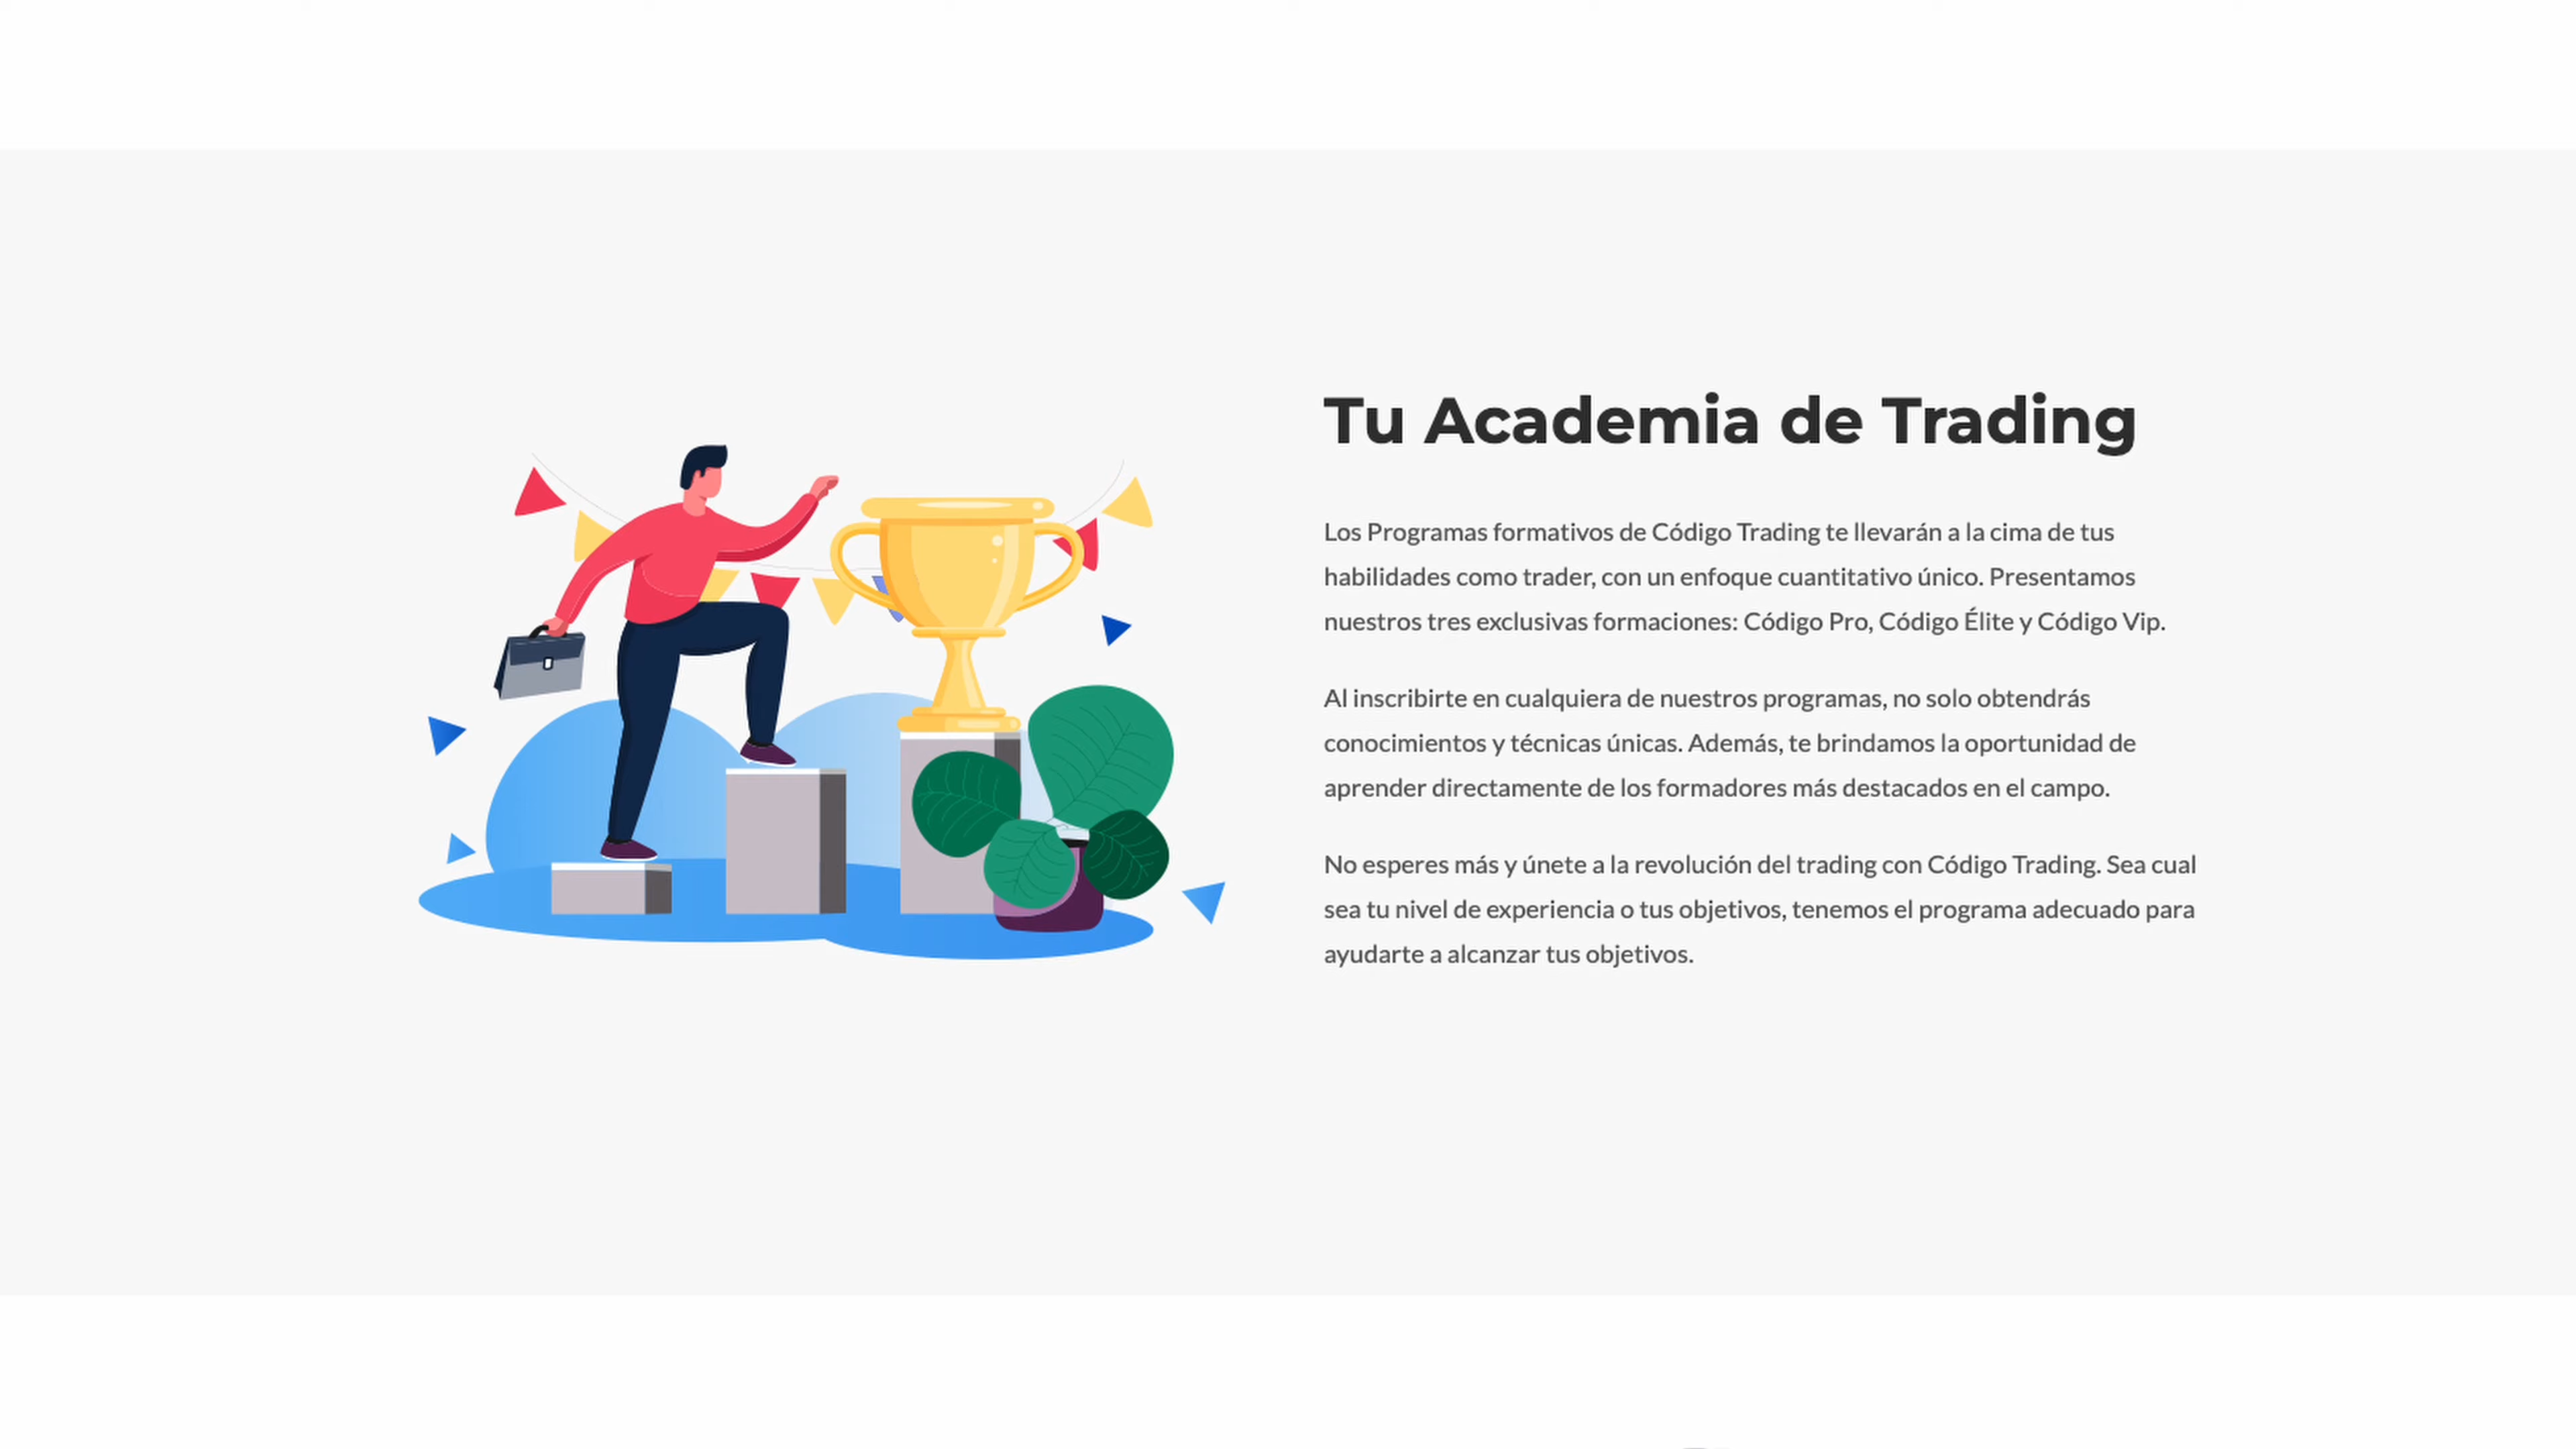 Tu Academia de Trading
Los Programas formativos de Código Trading te llevarán a la cima de tus
habilidades como trader, con un enfoque cuantitativo único. Presentamos
nuestros tres exclusivas formaciones: Código Pro, Código Élite y Código Vip.
Al inscribirte en cualquiera de nuestros programas, no solo obtendrás
conocimientos y técnicas únicas. Además, te brindamos la oportunidad de
aprender directamente de los formadores más destacados en el campo.
No esperes más y únete a la revolución del trading con Código Trading. Sea cual
sea tu nivel de experiencia o tus objetivos, tenemos el programa adecuado para
ayudarte a alcanzar tus objetivos.